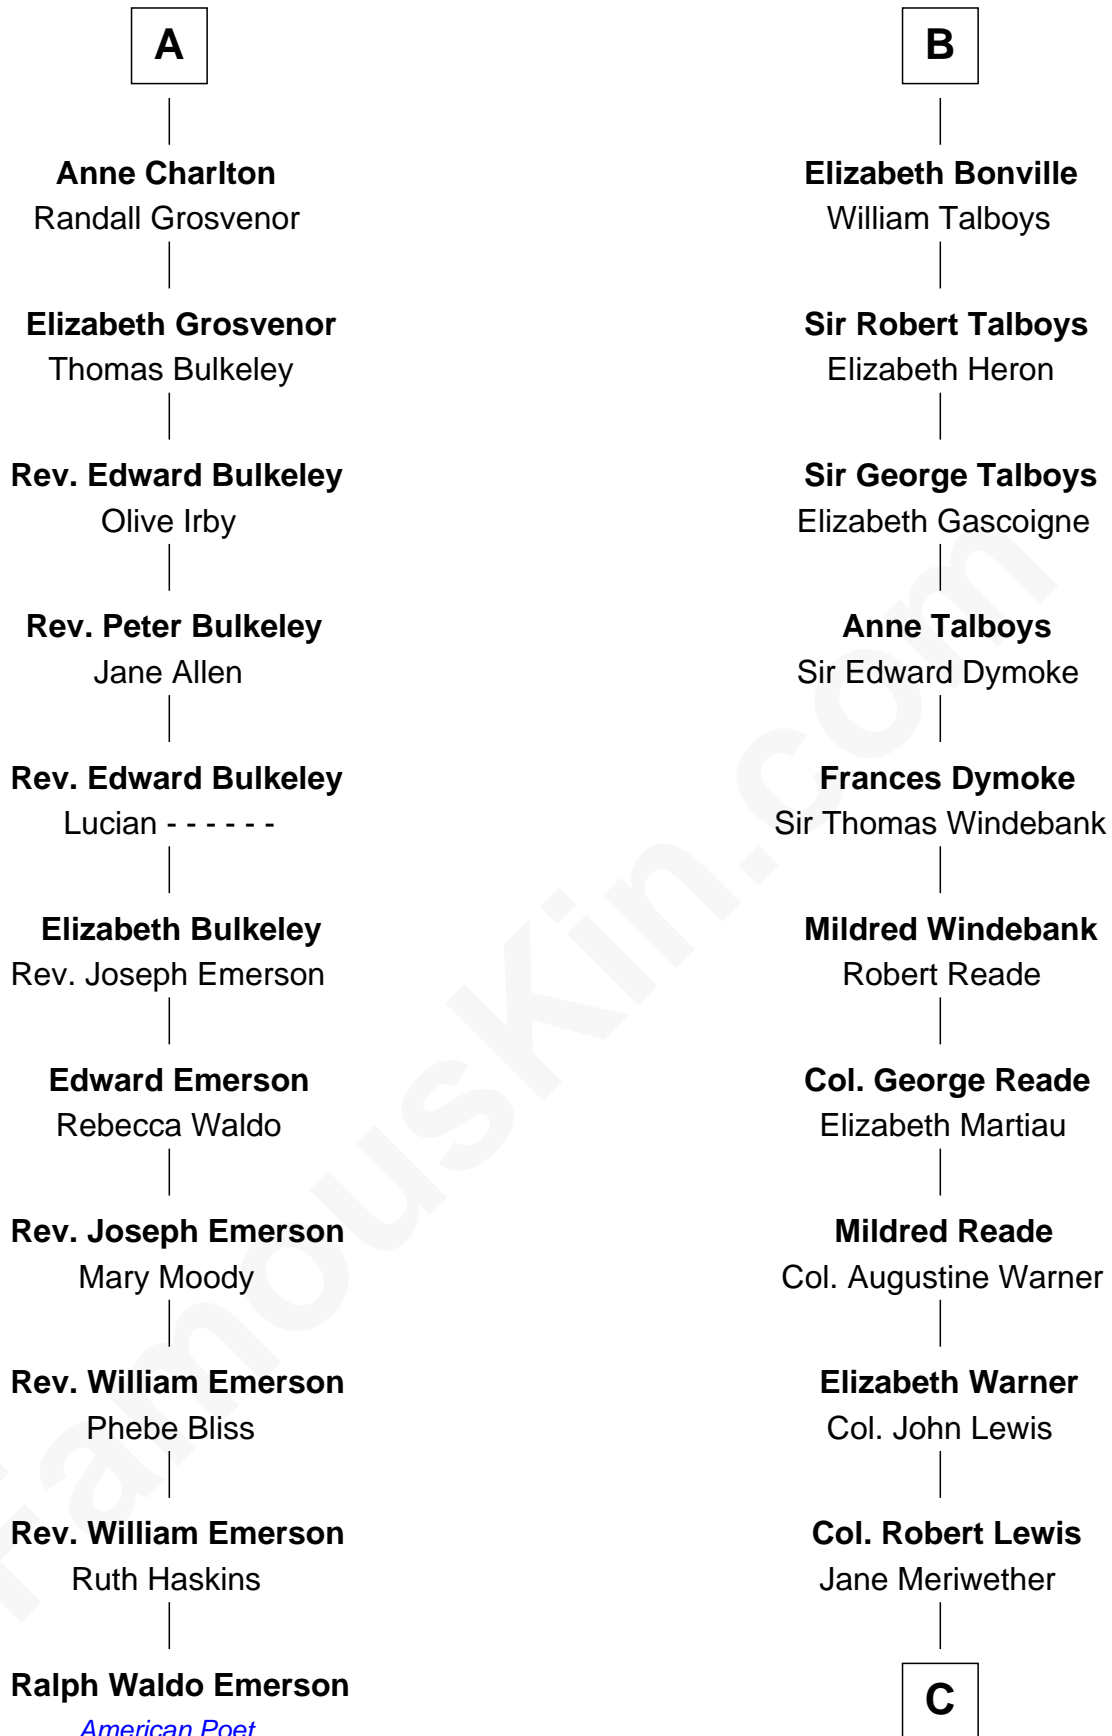 A
Anne Charlton
Randall Grosvenor
Elizabeth Grosvenor
Thomas Bulkeley
Rev. Edward Bulkeley
Olive Irby
Rev. Peter Bulkeley
Jane Allen
Rev. Edward Bulkeley
Lucian - - - - - -
Elizabeth Bulkeley
Rev. Joseph Emerson
Edward Emerson
Rebecca Waldo
Rev. Joseph Emerson
Mary Moody
Rev. William Emerson
Phebe Bliss
Rev. William Emerson
Ruth Haskins
Ralph Waldo Emerson
American Poet
B
Elizabeth Bonville
William Talboys
Sir Robert Talboys
Elizabeth Heron
Sir George Talboys
Elizabeth Gascoigne
Anne Talboys
Sir Edward Dymoke
Frances Dymoke
Sir Thomas Windebank
Mildred Windebank
Robert Reade
Col. George Reade
Elizabeth Martiau
Mildred Reade
Col. Augustine Warner
Elizabeth Warner
Col. John Lewis
Col. Robert Lewis
Jane Meriwether
C
FamousKin.com